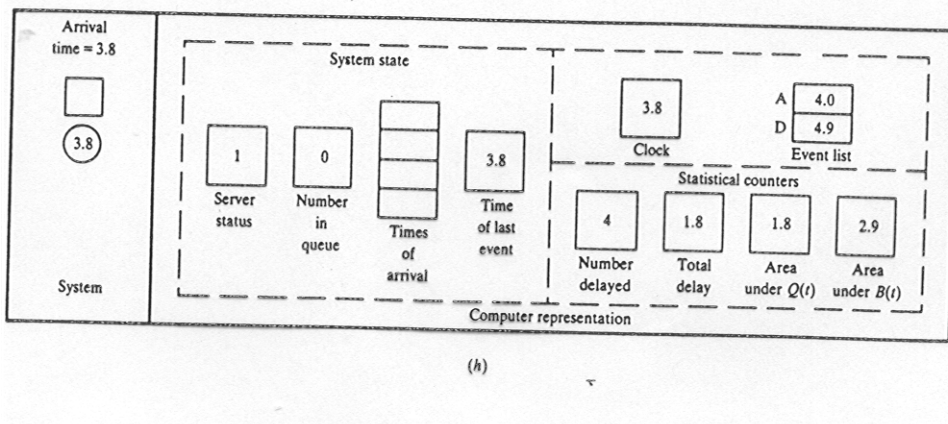 Arrival
time = 3.8
3.8
System
System state
1
Server
status
0
Number
in
queue
Times
of
arrival
3.8
Time
of last
event
3.8
Clock
A 4.0
D 4.9
Event list
Statistical counters
4
Number
delayed
1.8
Total
delay
1.8
Area
under Q(t)
2.9
Area
under B(t)
Computer representation
(h)